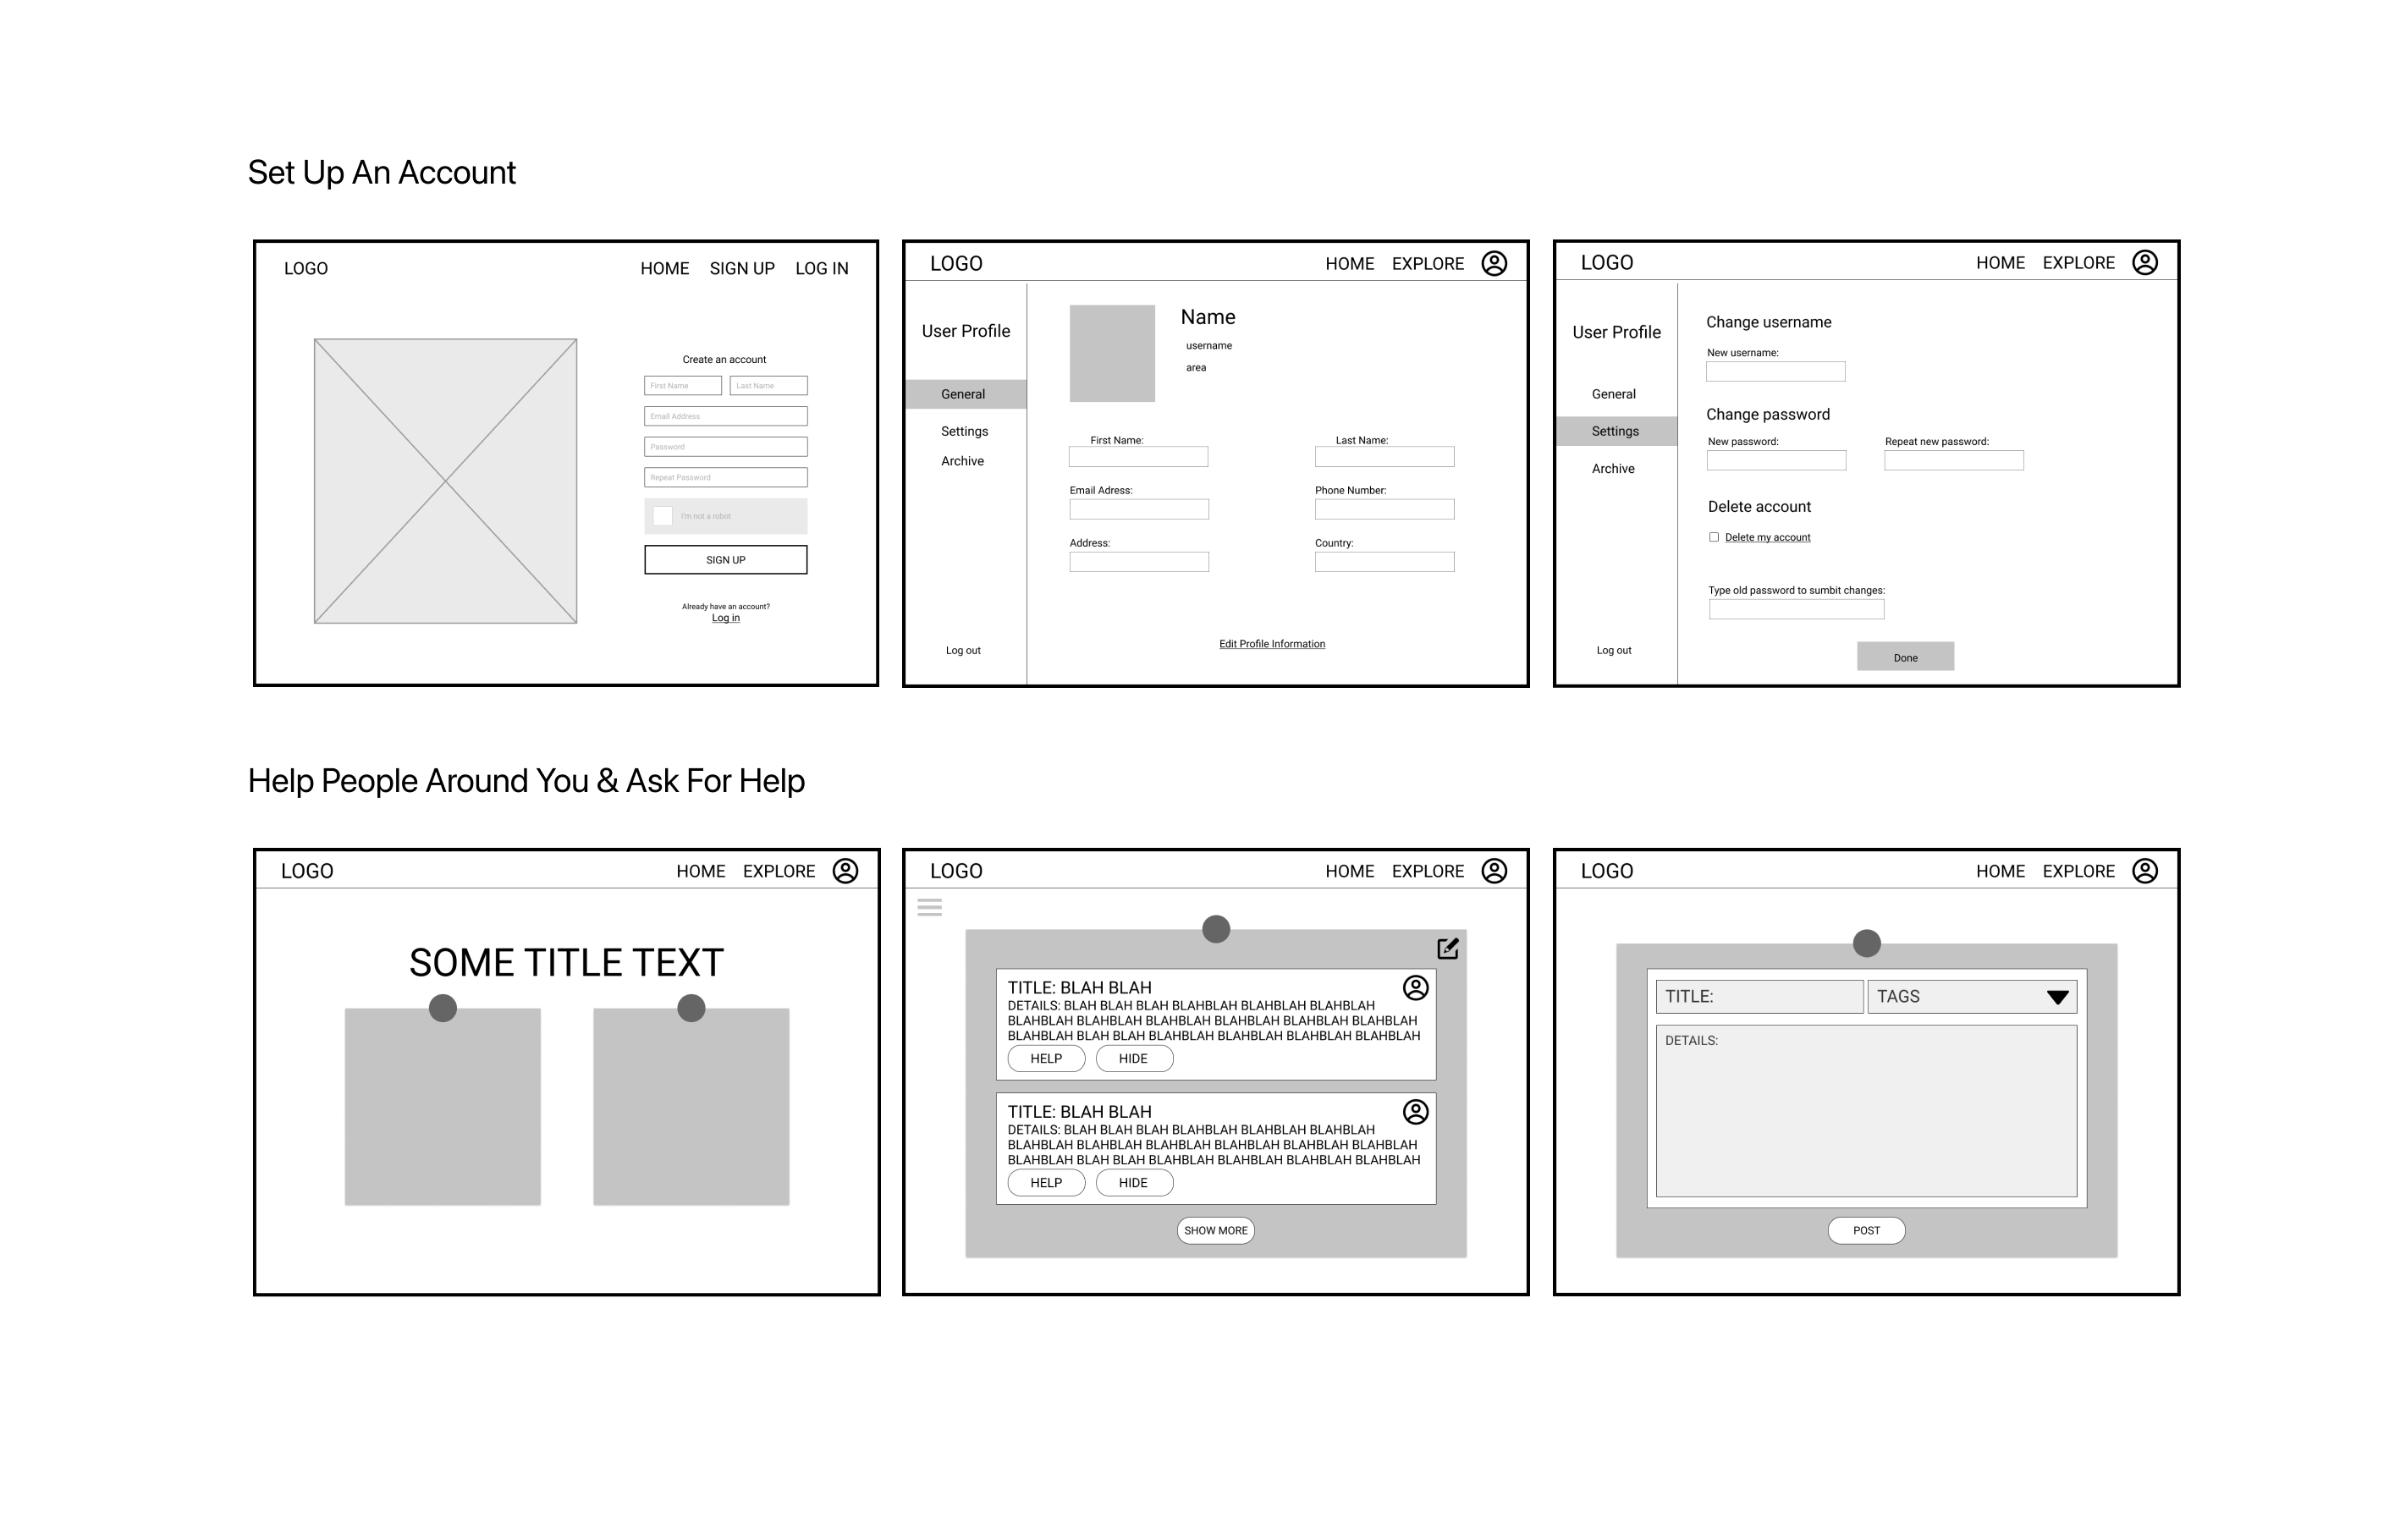 Set Up An Account
LOGO HOME SIGN UP LOG IN
Create an account
First Name Last Name
Email Address
Password
Repeat Password
I'm not a robot
SIGN UP
Already have an account?
Log in
LOGO HOME EXPLORE
User Profile
General
Settings
Archive
Log out
Name
username
area
First Name: Last Name:
Email Adress: Phone Number:
Address: Country:
Edit Profile Information
LOGO HOME EXPLORE
User Profile
General
Settings
Archive
Log out
Change username
New username:
Change password
New password: Repeat new password:
Delete account
Delete my account
Type old password to sumbit changes:
Done
Help People Around You & Ask For Help
LOGO HOME EXPLORE
SOME TITLE TEXT
LOGO HOME EXPLORE
TITLE: BLAH BLAH
DETAILS: BLAH BLAH BLAH BLAHBLAH BLAHBLAH BLAHBLAH
BLAHBLAH BLAHBLAH BLAHBLAH BLAHBLAH BLAHBLAH BLAHBLAH
BLAHBLAH BLAH BLAH BLAHBLAH BLAHBLAH BLAHBLAH BLAHBLAH
HELP HIDE
TITLE: BLAH BLAH
DETAILS: BLAH BLAH BLAH BLAHBLAH BLAHBLAH BLAHBLAH
BLAHBLAH BLAHBLAH BLAHBLAH BLAHBLAH BLAHBLAH BLAHBLAH
BLAHBLAH BLAH BLAH BLAHBLAH BLAHBLAH BLAHBLAH BLAHBLAH
HELP HIDE
SHOW MORE
LOGO HOME EXPLORE
TITLE: TAGS
DETAILS:
POST